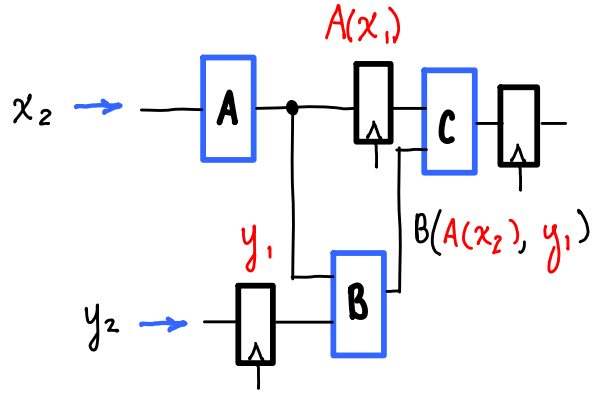 A(x₁)
x₂
A
C
B(A(x₂), y₁)
y₁
B
y₂